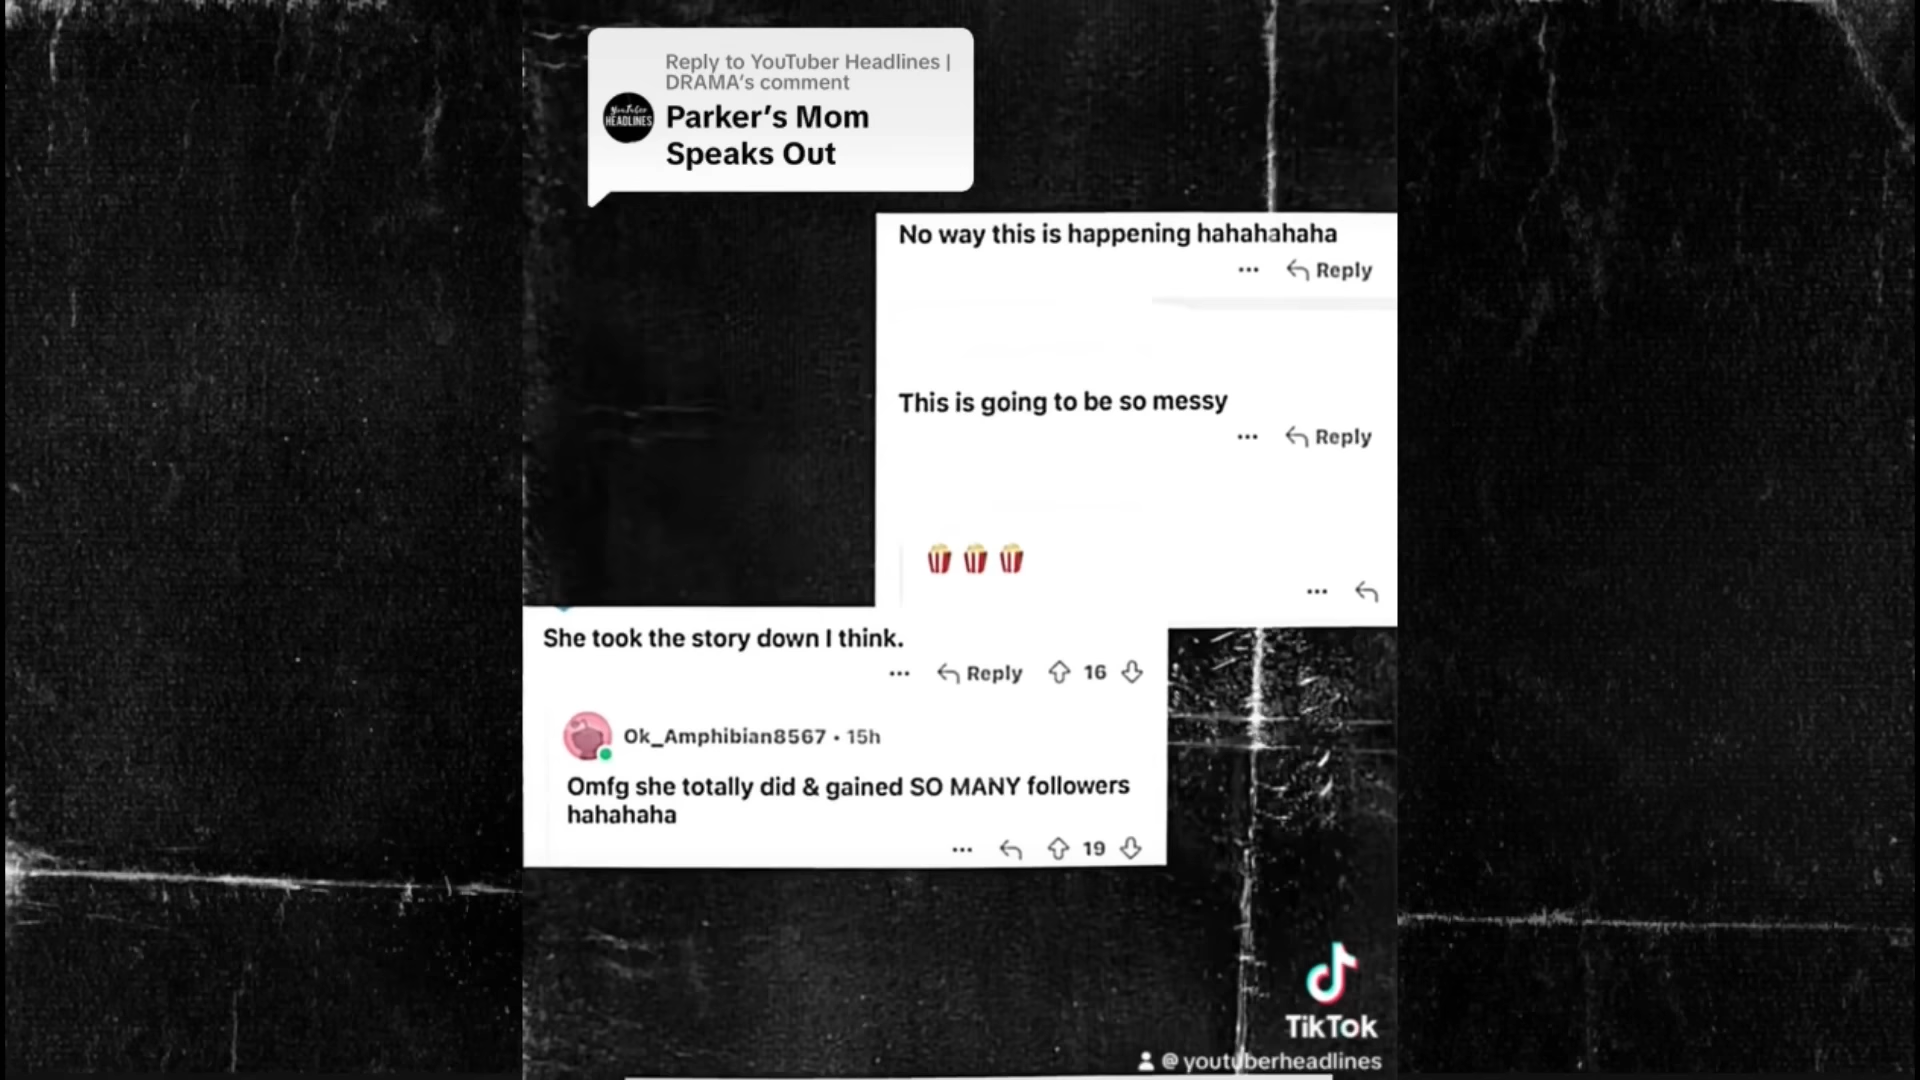 Reply to YouTuber Headlines |
DRAMA’s comment
YouTuber
HEADLINES
Parker’s Mom
Speaks Out
No way this is happening hahahahaha
... Reply
This is going to be so messy
... Reply
🍿🍿🍿
...
She took the story down I think.
... Reply 16
Ok_Amphibian8567 • 15h
Omfg she totally did & gained SO MANY followers
hahahaha
... 19
TikTok
@youtuberheadlines